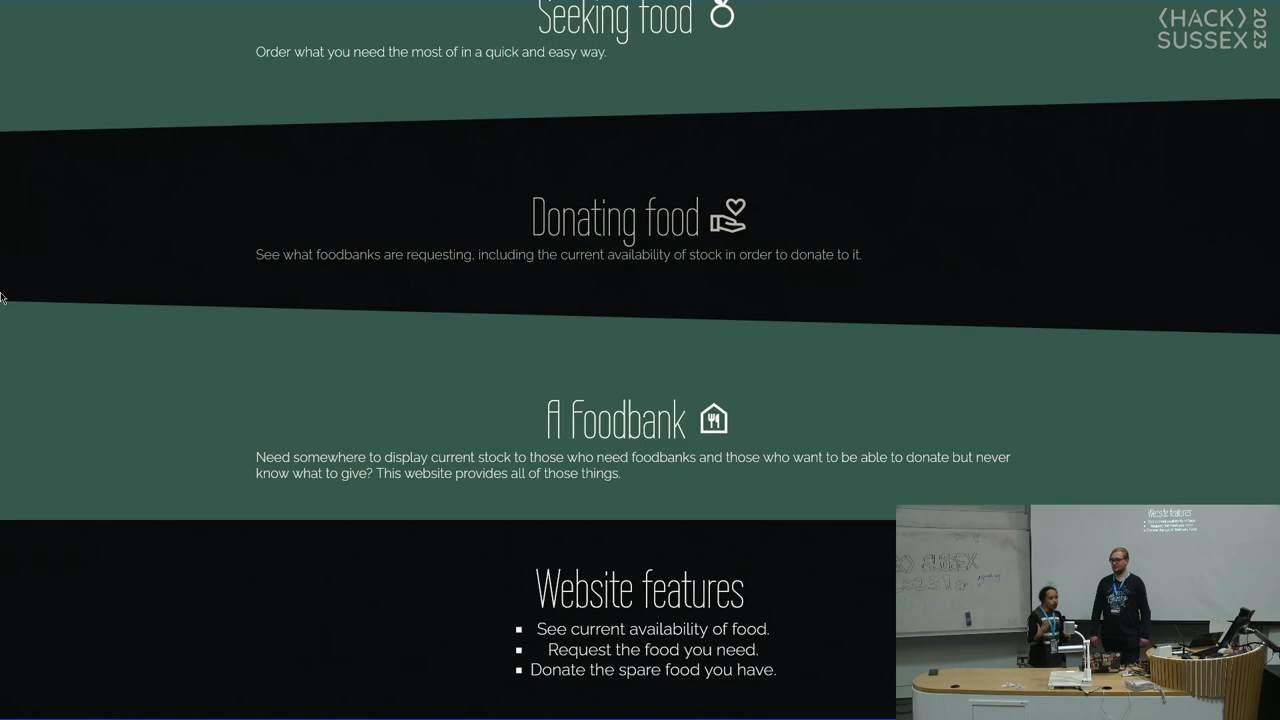 Seeking food
Order what you need the most of in a quick and easy way.
Donating food
See what foodbanks are requesting, including the current availability of stock in order to donate to it.
A Foodbank
Need somewhere to display current stock to those who need foodbanks and those who want to be able to donate but never
know what to give? This website provides all of those things.
Website features
See current availability of food.
Request the food you need.
Donate the spare food you have.
(HACK)
SUSSEX
2023
Website features